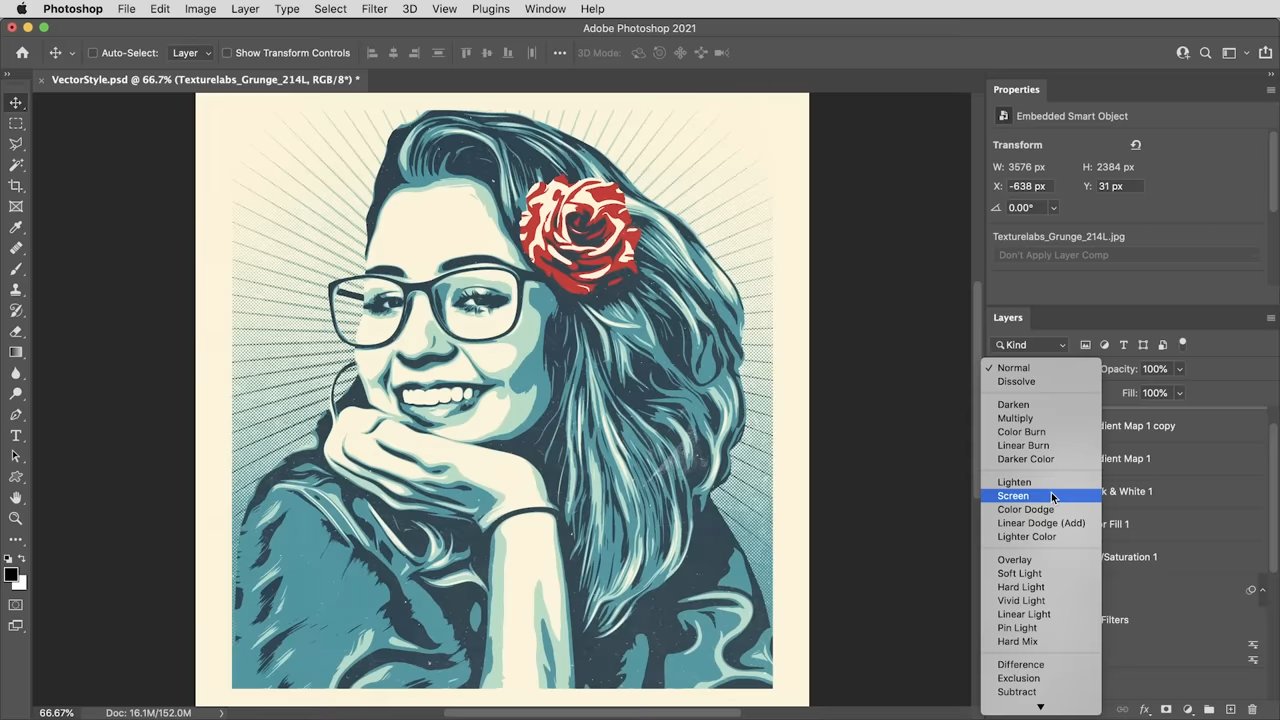 Photoshop File Edit Image Layer Type Select Filter 3D View Plugins Window Help
Adobe Photoshop 2021
Auto-Select: Layer Show Transform Controls 3D Mode:
VectorStyle.psd @ 66.7% (Texturelabs_Grunge_214L, RGB/8*) *
Properties
Embedded Smart Object
Transform
W: 3576 px H: 2384 px
X: -638 px Y: 31 px
0.00°
Texturelabs_Grunge_214L.jpg
Don't Apply Layer Comp
Layers
Kind
Normal
Opacity: 100%
Dissolve
Fill: 100%
Darken
Multiply
dient Map 1 copy
Color Burn
Linear Burn
Darker Color
dient Map 1
Lighten
Screen
k & White 1
Color Dodge
Linear Dodge (Add)
or Fill 1
Lighter Color
Overlay
/Saturation 1
Soft Light
Hard Light
Vivid Light
Linear Light
Filters
Pin Light
Hard Mix
Difference
Exclusion
Subtract
66.67% Doc: 16.1M/152.0M
fx